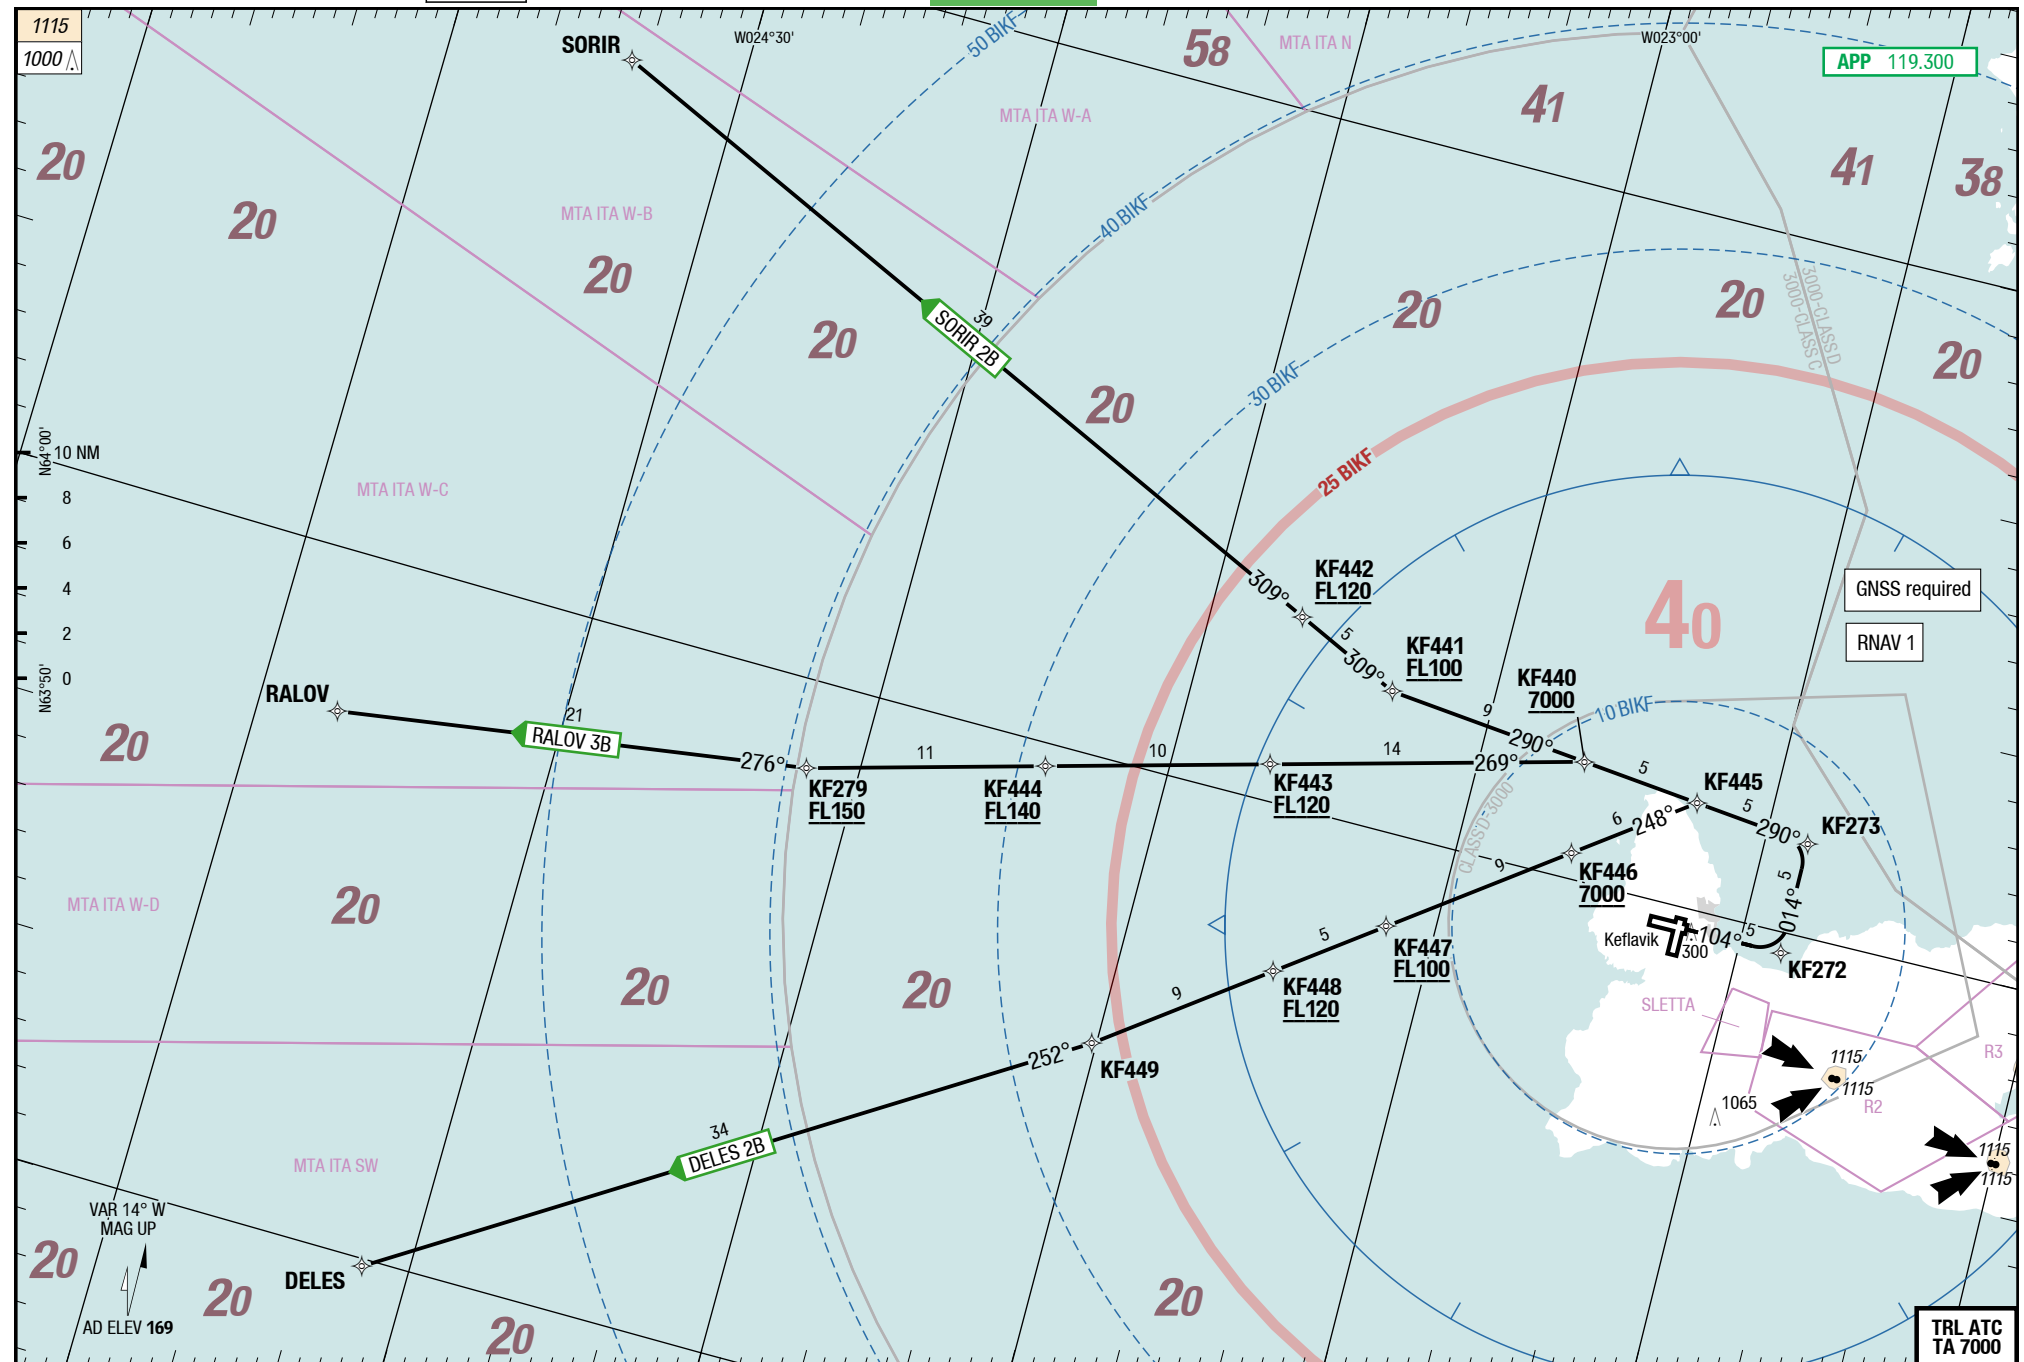 1115
1000
SORIR
W024°30'
50 BIKF
58
MTA ITA N
W023°00'
APP 119.300
MTA ITA W-A
41
41
38
20
20
MTA ITA W-B
20
40 BIKF
20
20
20
3000-CLASS D
3000-CLASS C
39
SORIR 2B
20
20
20
30 BIKF
25 BIKF
N64°00'
10 NM
8
6
4
2
0
N63°50'
MTA ITA W-C
309°
KF442
FL120
5
309°
KF441
FL100
40
GNSS required
RNAV 1
KF440
7000
9
290°
10 BIKF
RALOV
21
RALOV 3B
276°
11
10
14
269°
5
KF445
5
290°
KF273
KF279
FL150
KF444
FL140
KF443
FL120
CLASS D-3000
6
248°
9
KF446
7000
5
014°
20
MTA ITA W-D
20
20
20
5
KF447
FL100
Keflavik
300
104°
5
KF272
9
KF448
FL120
SLETTA
252°
KF449
R3
1115
1115
R2
1065
34
DELES 2B
1115
1115
MTA ITA SW
VAR 14° W
MAG UP
AD ELEV 169
20
20
DELES
20
20
TRL ATC
TA 7000